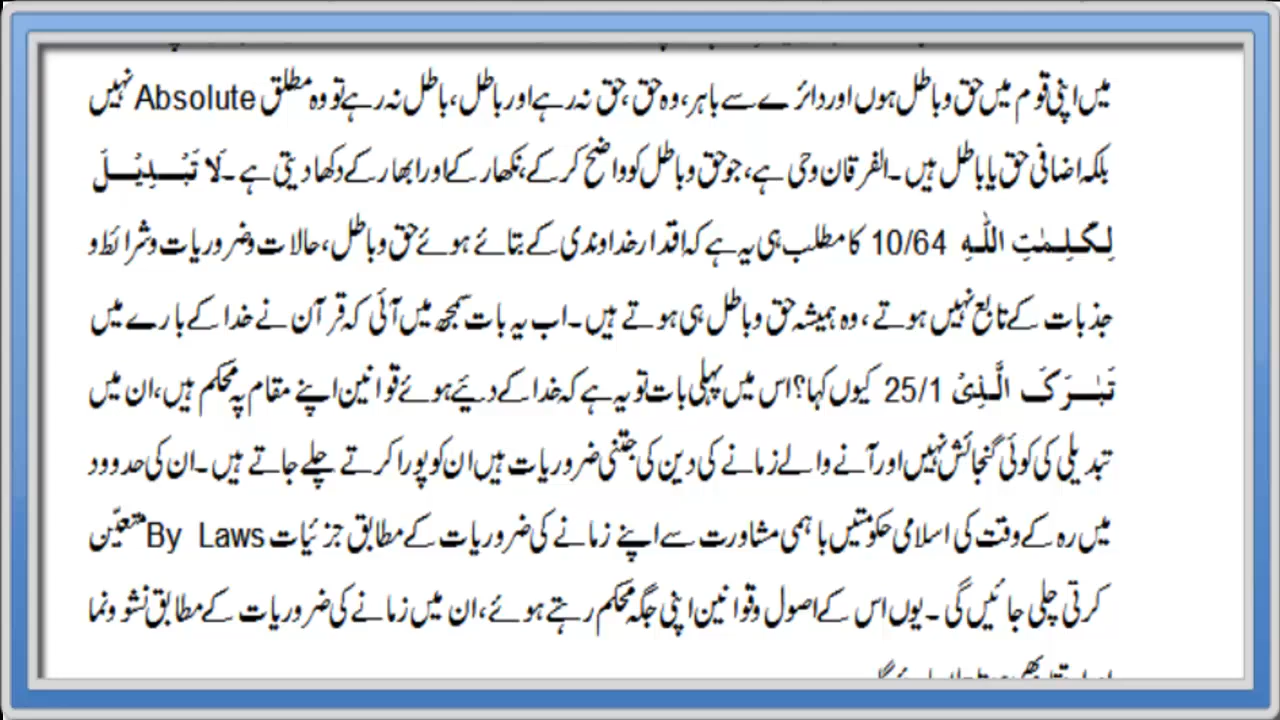 میں اپنی قوم میں حق و باطل ہوں اور دائرے سے باہر، وہ حق، حق نہ رہے اور باطل، باطل نہ رہے تو وہ مطلق Absolute نہیں
بلکہ اضافی حق یا باطل ہیں۔ الفرقان وحی ہے، جو حق و باطل کو واضح کر کے، نکھار کے اور ابھار کے دکھا دیتی ہے۔ لَا تَبْدِیْلَ
لِکَلِمٰتِ اللّٰهِ 10/64 کا مطلب ہی یہ ہے کہ اقدار خداوندی کے بتائے ہوئے حق و باطل، حالات و ضروریات و شرائط و
جذبات کے تابع نہیں ہوتے، وہ ہمیشہ حق و باطل ہی ہوتے ہیں۔ اب یہ بات سمجھ میں آئی کہ قرآن نے خدا کے بارے میں
تَبٰرَکَ الَّذِیْ 25/1 کیوں کہا؟ اس میں پہلی بات تو یہ ہے کہ خدا کے دیئے ہوئے قوانین اپنے مقام پہ محکم ہیں، ان میں
تبدیلی کی کوئی گنجائش نہیں اور آنے والے زمانے کی دین کی جتنی ضروریات ہیں ان کو پورا کرتے چلے جاتے ہیں۔ ان کی حدود
میں رہ کے وقت کی اسلامی حکومتیں باہمی مشاورت سے اپنے زمانے کی ضروریات کے مطابق جزئیات By Laws متعیّن
کرتی چلی جائیں گی۔ یوں اس کے اصول و قوانین اپنی جگہ محکم رہتے ہوئے، ان میں زمانے کی ضروریات کے مطابق نشوونما